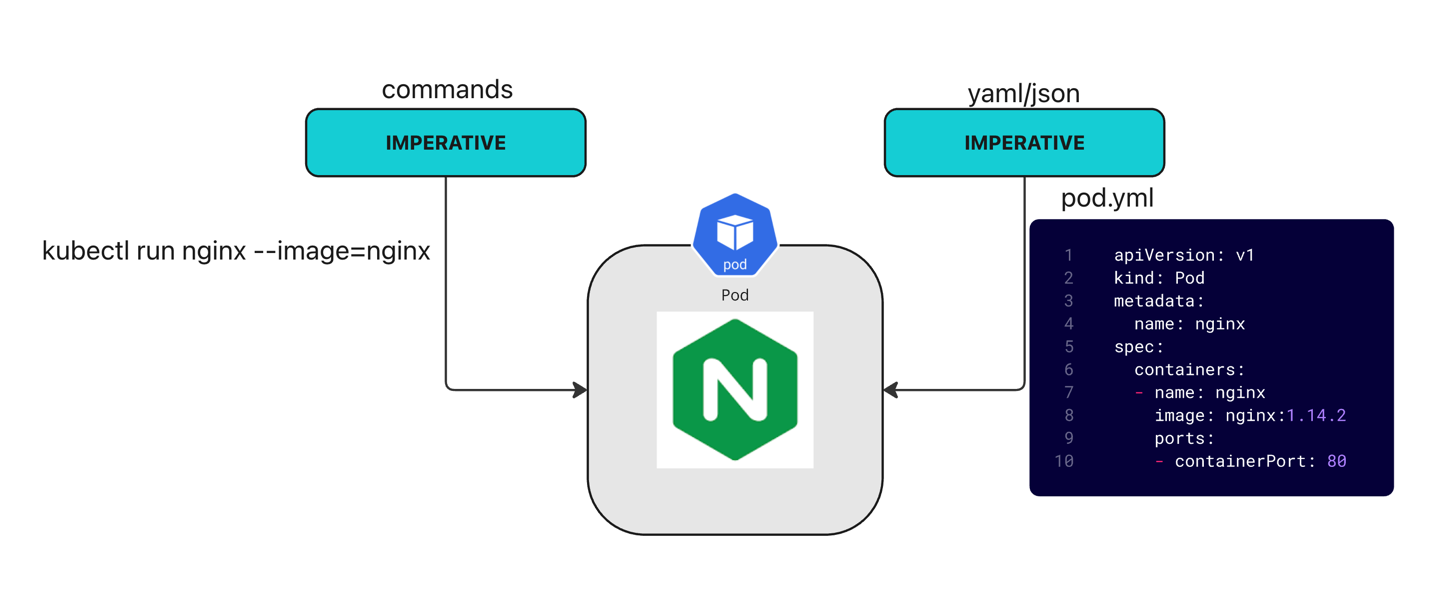 commands
IMPERATIVE
kubectl run nginx --image=nginx
pod
Pod
N
yaml/json
IMPERATIVE
pod.yml
1 apiVersion: v1
2 kind: Pod
3 metadata:
4 name: nginx
5 spec:
6 containers:
7 - name: nginx
8 image: nginx:1.14.2
9 ports:
10 - containerPort: 80